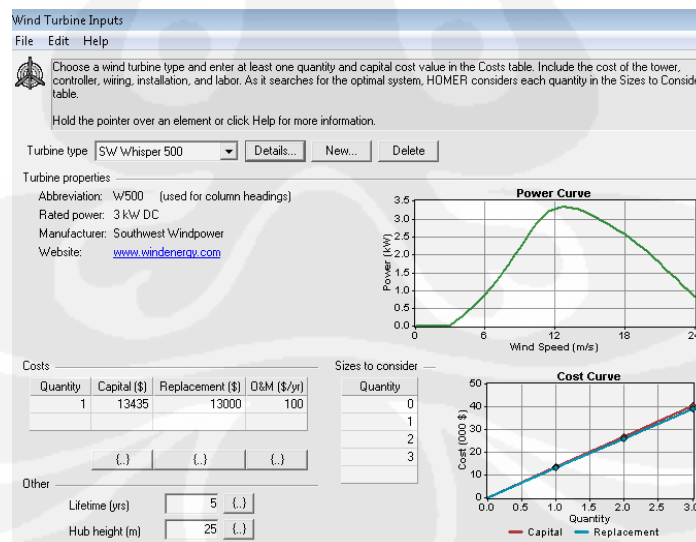 Wind Turbine Inputs
File Edit Help
Choose a wind turbine type and enter at least one quantity and capital cost value in the Costs table. Include the cost of the tower,
controller, wiring, installation, and labor. As it searches for the optimal system, HOMER considers each quantity in the Sizes to Conside
table.
Hold the pointer over an element or click Help for more information.
Turbine type SW Whisper 500 Details... New... Delete
Turbine properties
Abbreviation: W500 (used for column headings)
Rated power: 3 kW DC
Manufacturer: Southwest Windpower
Website: www.windenergy.com
Power Curve
Power (kW)
3.5
3.0
2.5
2.0
1.5
1.0
0.5
0.0
0 6 12 18 24
Wind Speed (m/s)
Costs
Quantity Capital ($) Replacement ($) O&M ($/yr)
1 13435 13000 100
{..} {..} {..}
Sizes to consider
Quantity
0
1
2
3
Cost Curve
Cost (000 $)
50
40
30
20
10
0
0.0 0.5 1.0 1.5 2.0 2.5 3.0
Quantity
Capital Replacement
Other
Lifetime (yrs) 5 {..}
Hub height (m) 25 {..}